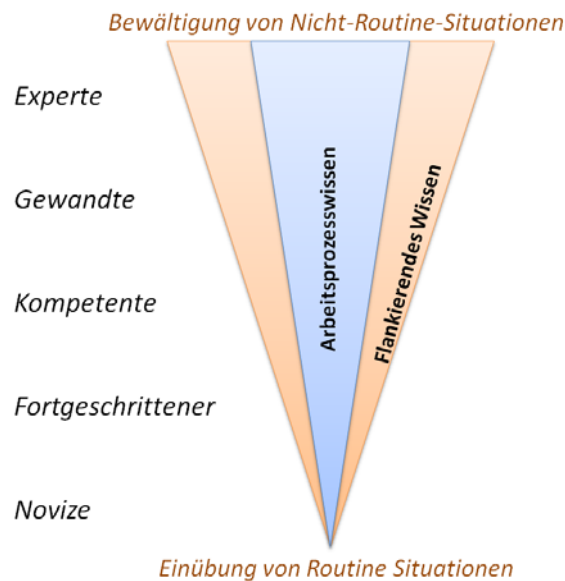 Bewältigung von Nicht-Routine-Situationen
Experte
Gewandte
Kompetente
Fortgeschrittener
Novize
Arbeitsprozesswissen
Flankierendes Wissen
Einübung von Routine Situationen